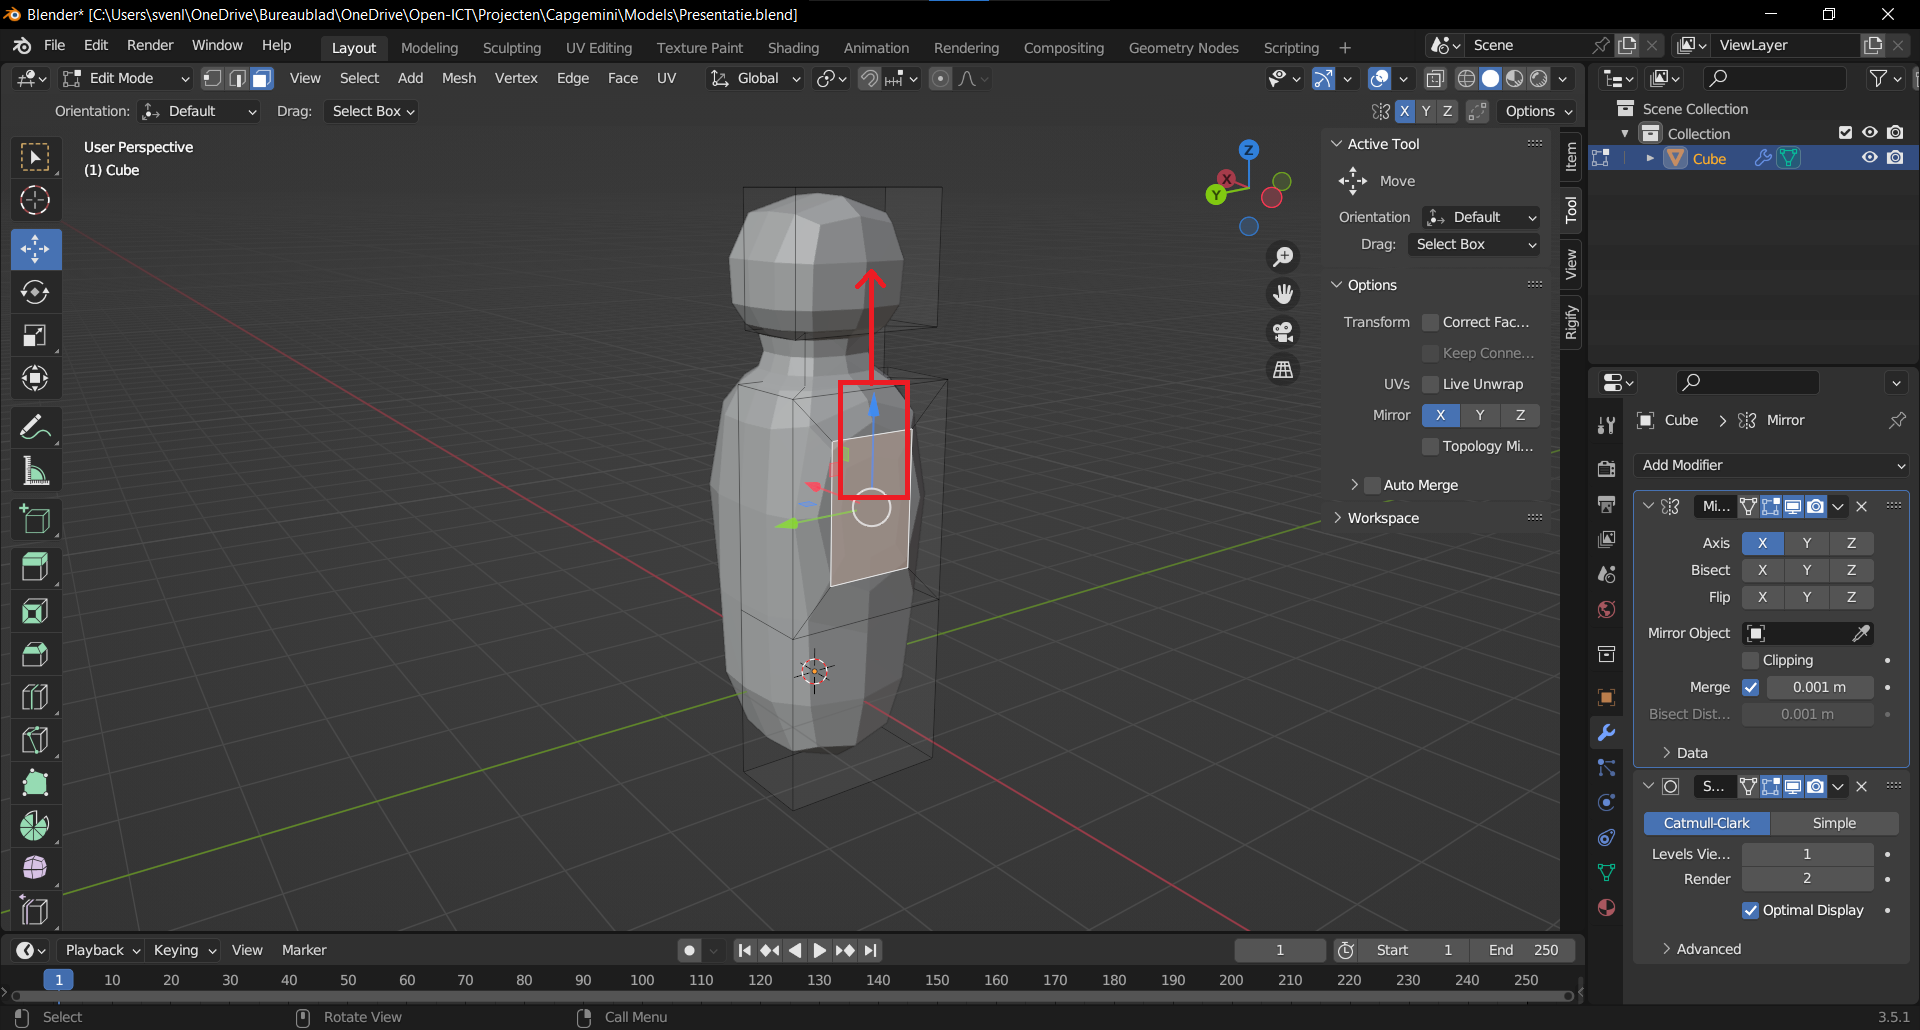 Blender* [C:\Users\svenl\OneDrive\Bureaublad\OneDrive\Open-ICT\Projecten\Capgemini\Models\Presentatie.blend]
File Edit Render Window Help Layout Modeling Sculpting UV Editing Texture Paint Shading Animation Rendering Compositing Geometry Nodes Scripting + Scene ViewLayer
Edit Mode View Select Add Mesh Vertex Edge Face UV Global
Orientation: Default Drag: Select Box X Y Z Options
User Perspective
(1) Cube
Z
X
Y
Active Tool
Move
Orientation Default
Drag: Select Box
Options
Transform Correct Fac...
Keep Conne...
UVs Live Unwrap
Mirror X Y Z
Topology Mi...
Auto Merge
Workspace
Item
Tool
View
Rigify
Scene Collection
Collection
Cube
Cube > Mirror
Add Modifier
Mi...
Axis X Y Z
Bisect X Y Z
Flip X Y Z
Mirror Object
Clipping
Merge 0.001 m
Bisect Dist... 0.001 m
Data
S...
Catmull-Clark Simple
Levels Vie... 1
Render 2
Optimal Display
Advanced
Playback Keying View Marker 1 Start 1 End 250
1 10 20 30 40 50 60 70 80 90 100 110 120 130 140 150 160 170 180 190 200 210 220 230 240 250
Select Rotate View Call Menu 3.5.1